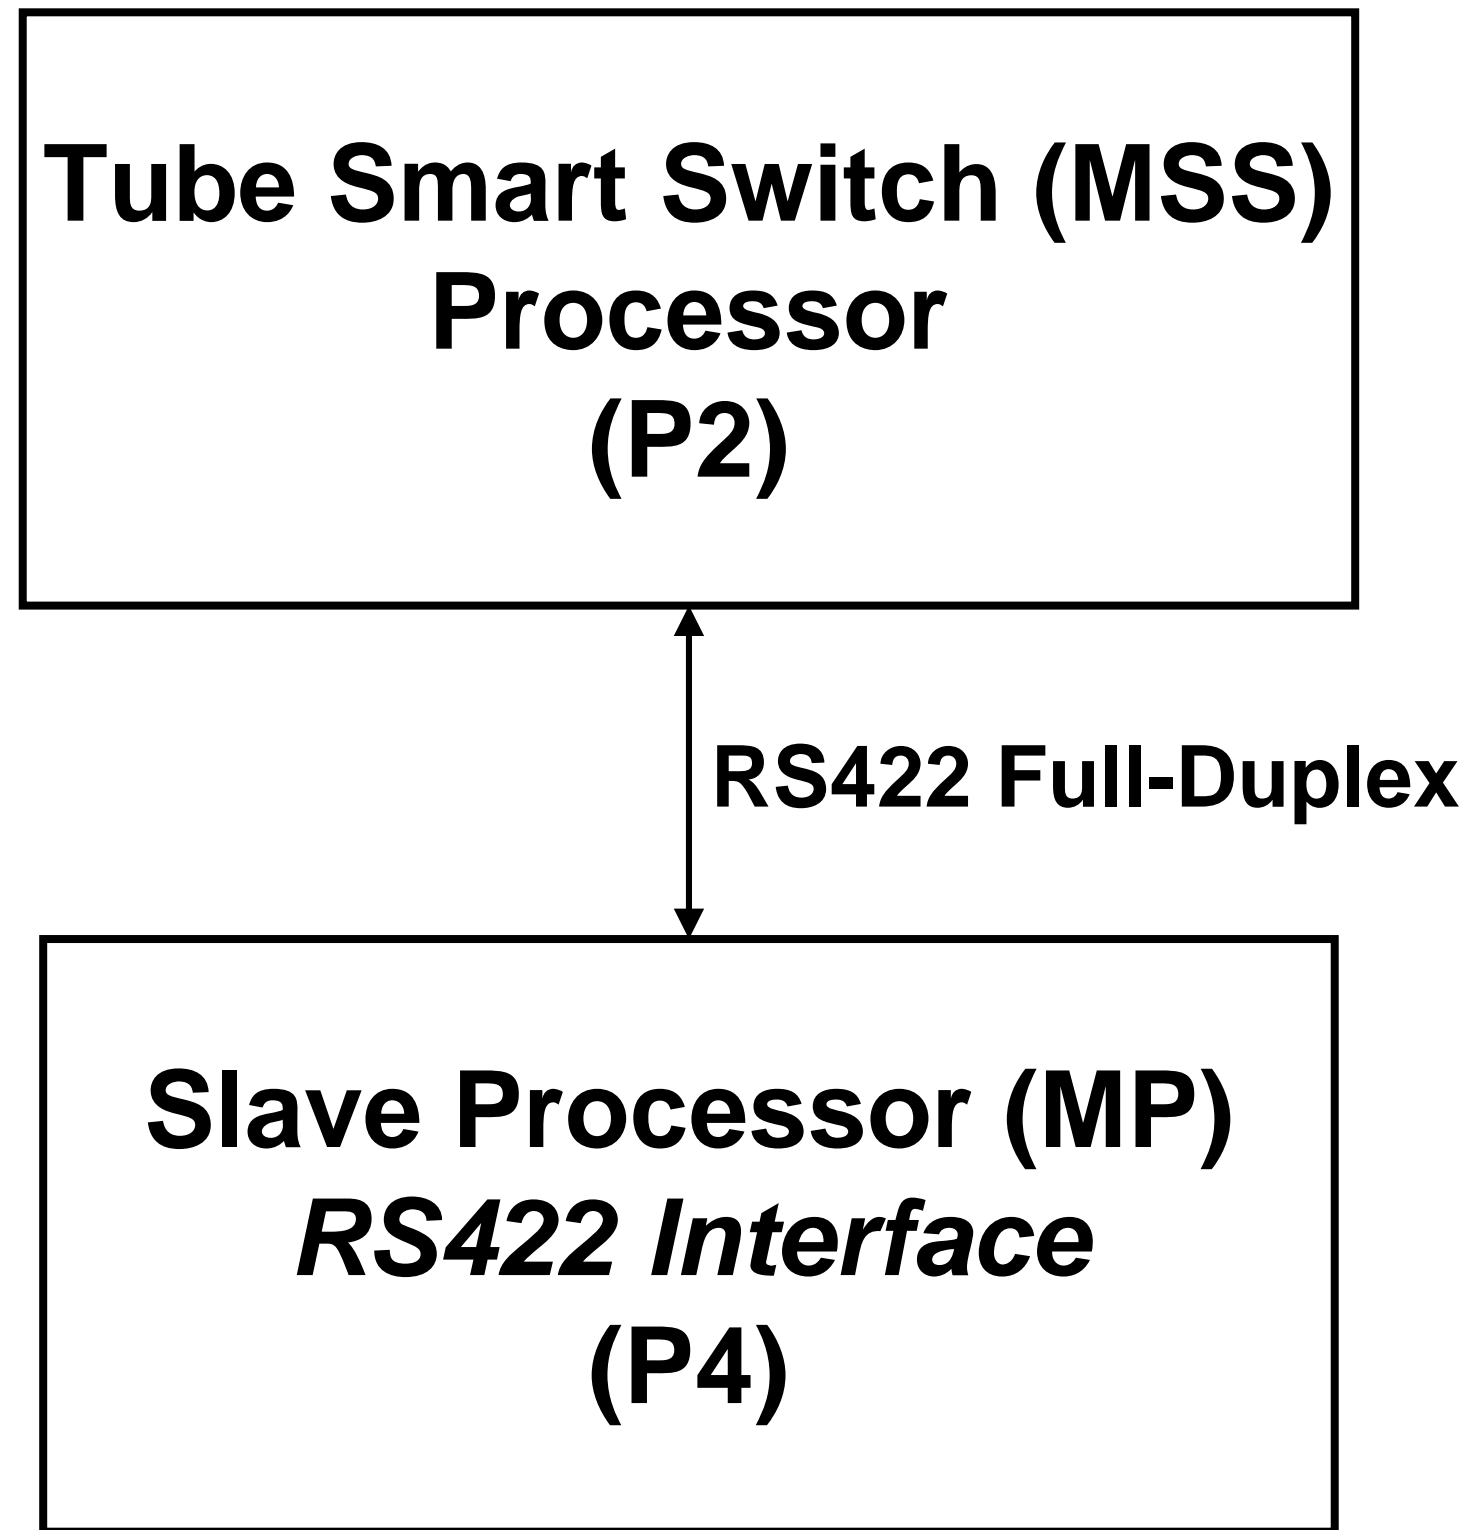 Tube Smart Switch (MSS)
Processor
(P2)
RS422 Full-Duplex
Slave Processor (MP)
RS422 Interface
(P4)